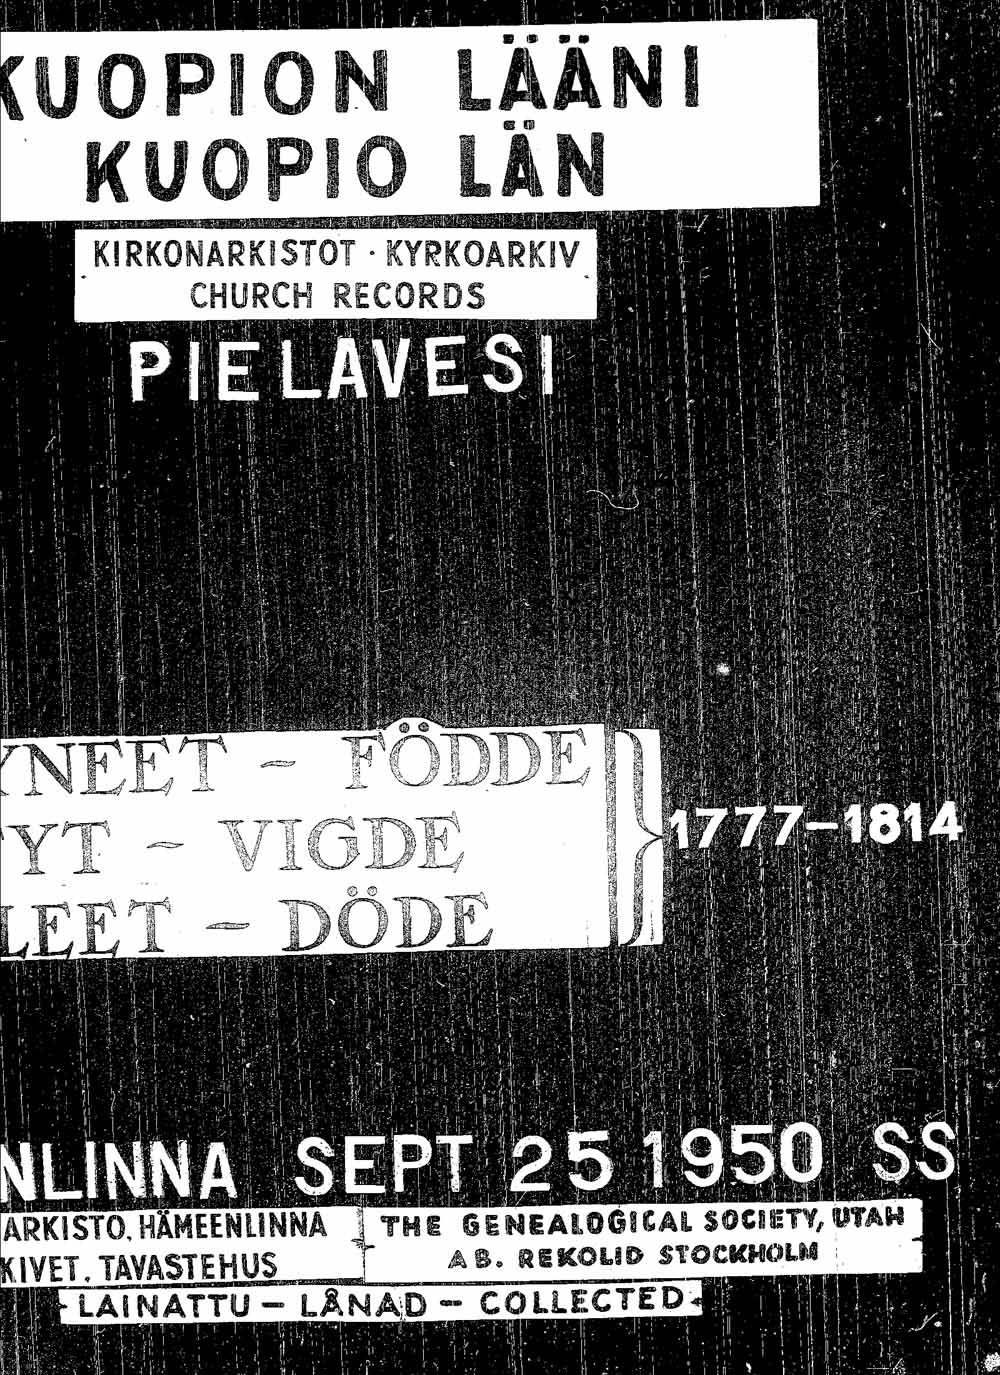 KUOPION LÄÄNI
KUOPIO LÄN
KIRKONARKISTOT · KYRKOARKIV
CHURCH RECORDS
PIELAVESI
YNEET - FÖDDE
YT - VIGDE
LEET - DÖDE
1777-1814
NLINNA SEPT 25 1950 SS
ARKISTO, HÄMEENLINNA
KIVET, TAVASTEHUS
THE GENEALOGICAL SOCIETY, UTAH
AB. REKOLID STOCKHOLM
LAINATTU - LÅNAD - COLLECTED